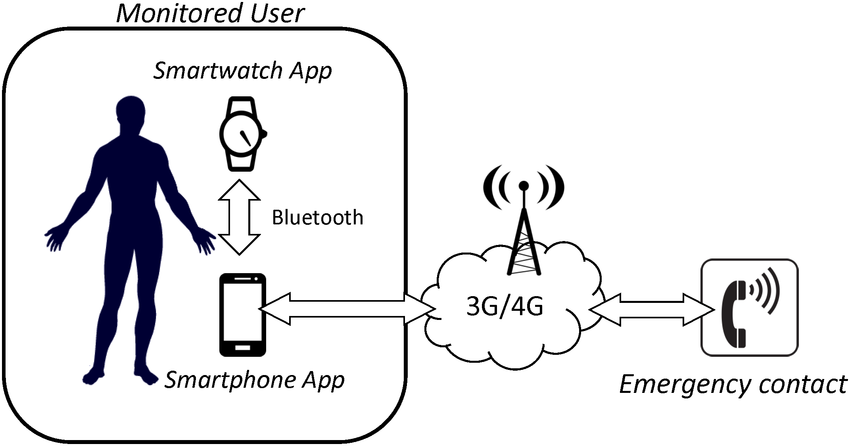 Monitored User
Smartwatch App
Bluetooth
3G/4G
Smartphone App
Emergency contact